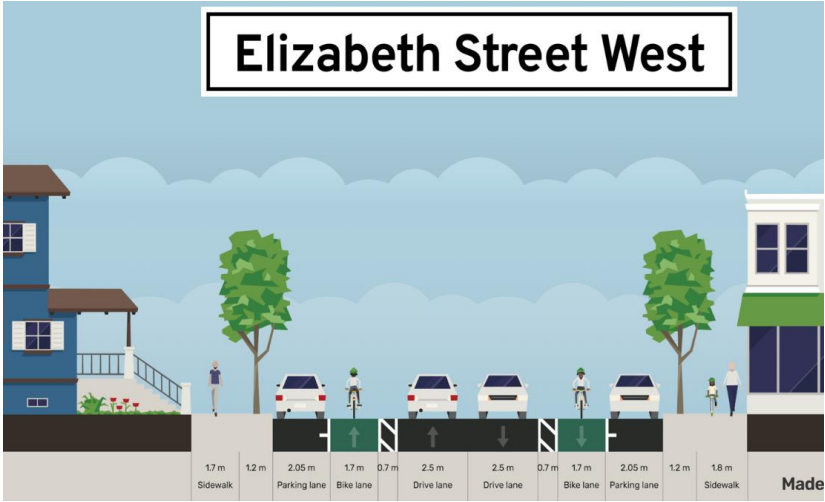 Elizabeth Street West
1.7 m 1.2 m 2.05 m 1.7 m 0.7 m 2.5 m 2.5 m 0.7 m 1.7 m 2.05 m 1.2 m 1.8 m
Sidewalk Parking lane Bike lane Drive lane Drive lane Bike lane Parking lane Sidewalk
Made